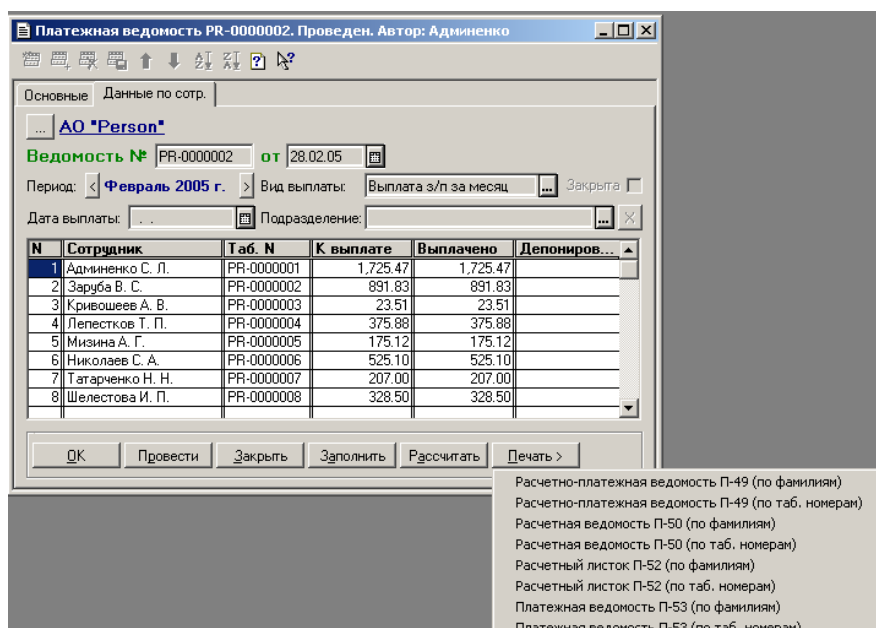 Платежная ведомость PR-0000002. Проведен. Автор: Админенко
Основные Данные по сотр.
... АО "Person"
Ведомость № PR-0000002 от 28.02.05
Период: < Февраль 2005 г. > Вид выплаты: Выплата з/п за месяц ... Закрыта
Дата выплаты: . . Подразделение: ...
N Сотрудник Таб. N К выплате Выплачено Депониров...
1 Админенко С. Л. PR-0000001 1,725.47 1,725.47
2 Заруба В. С. PR-0000002 891.83 891.83
3 Кривошеев А. В. PR-0000003 23.51 23.51
4 Лепестков Т. П. PR-0000004 375.88 375.88
5 Мизина А. Г. PR-0000005 175.12 175.12
6 Николаев С. А. PR-0000006 525.10 525.10
7 Татарченко Н. Н. PR-0000007 207.00 207.00
8 Шелестова И. П. PR-0000008 328.50 328.50
OK Провести Закрыть Заполнить Рассчитать Печать >
Расчетно-платежная ведомость П-49 (по фамилиям)
Расчетно-платежная ведомость П-49 (по таб. номерам)
Расчетная ведомость П-50 (по фамилиям)
Расчетная ведомость П-50 (по таб. номерам)
Расчетный листок П-52 (по фамилиям)
Расчетный листок П-52 (по таб. номерам)
Платежная ведомость П-53 (по фамилиям)
Платежная ведомость П-53 (по таб. номерам)